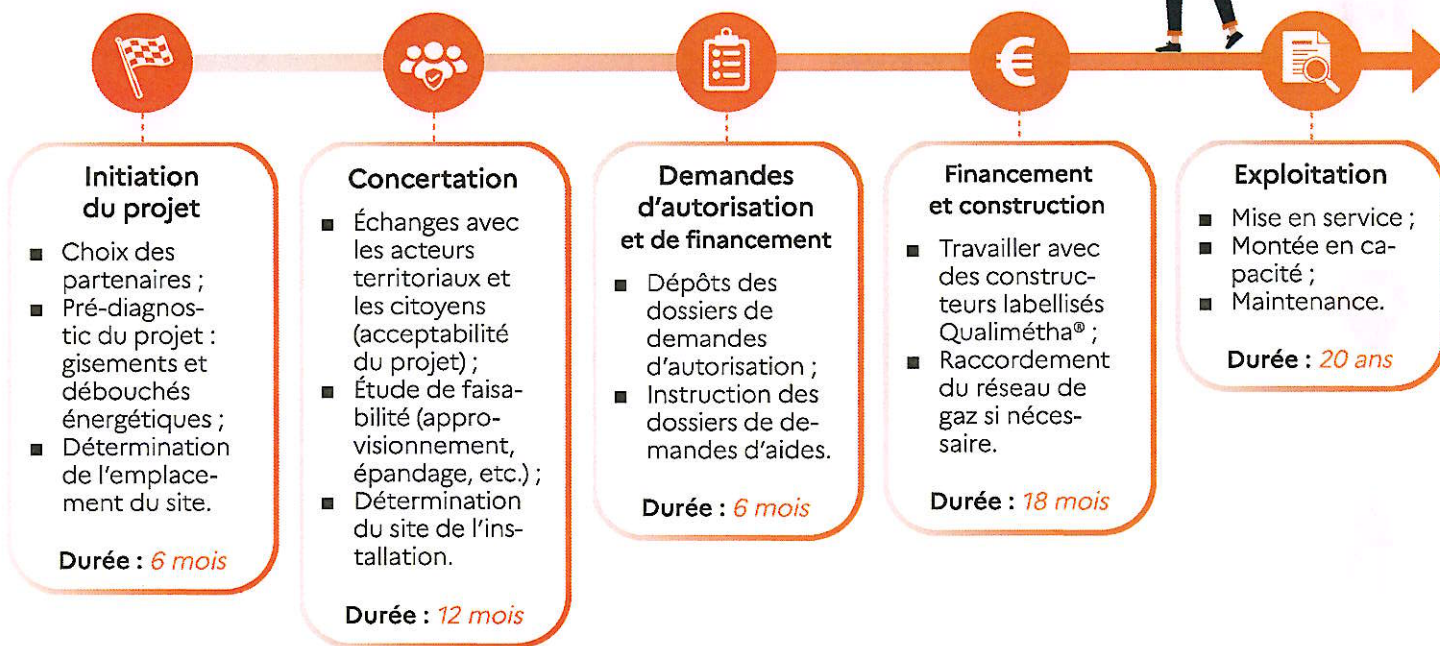 Initiation
du projet
■ Choix des
partenaires ;
■ Pré-diagnos-
tic du projet :
gisements et
débouchés
énergétiques ;
■ Détermination
de l'emplace-
ment du site.
Durée : 6 mois
Concertation
■ Échanges avec
les acteurs
territoriaux et
les citoyens
(acceptabilité
du projet) ;
■ Étude de faisa-
bilité (appro-
visionnement,
épandage, etc.) ;
■ Détermination
du site de l'ins-
tallation.
Durée : 12 mois
Demandes
d'autorisation
et de financement
■ Dépôts des
dossiers de
demandes
d'autorisation ;
■ Instruction des
dossiers de de-
mandes d'aides.
Durée : 6 mois
€
Financement
et construction
■ Travailler avec
des construc-
teurs labellisés
Qualimétha® ;
■ Raccordement
du réseau de
gaz si néces-
saire.
Durée : 18 mois
Exploitation
■ Mise en service ;
■ Montée en ca-
pacité ;
■ Maintenance.
Durée : 20 ans